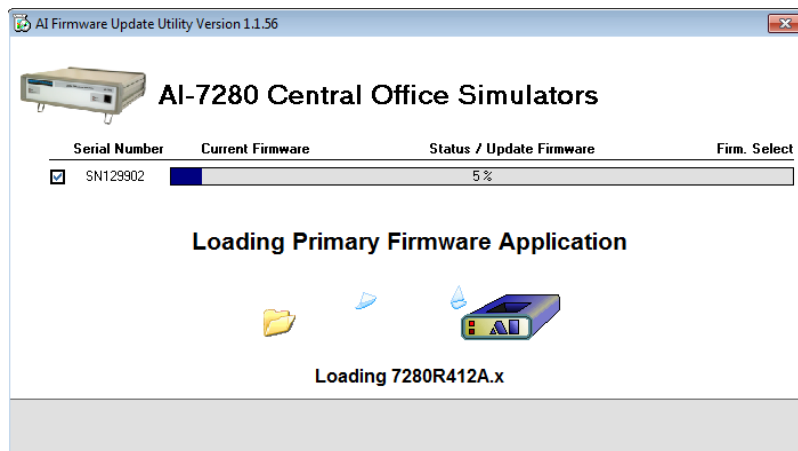 AI Firmware Update Utility Version 1.1.56
AI-7280 Central Office Simulators
Serial Number Current Firmware Status / Update Firmware Firm. Select
SN129902 5%
Loading Primary Firmware Application
AI
Loading 7280R412A.x